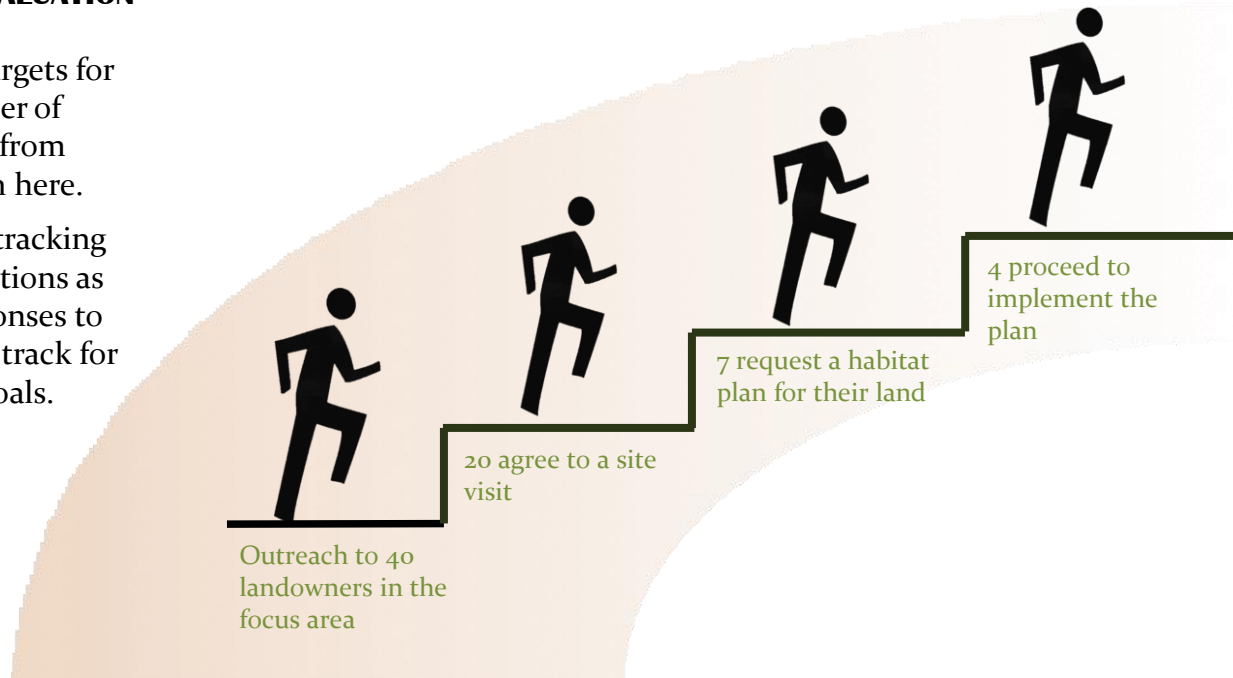 argets for
er of
from
n here.
tracking
tions as
onses to
track for
oals.
4 proceed to
implement the
plan
7 request a habitat
plan for their land
20 agree to a site
visit
Outreach to 40
landowners in the
focus area